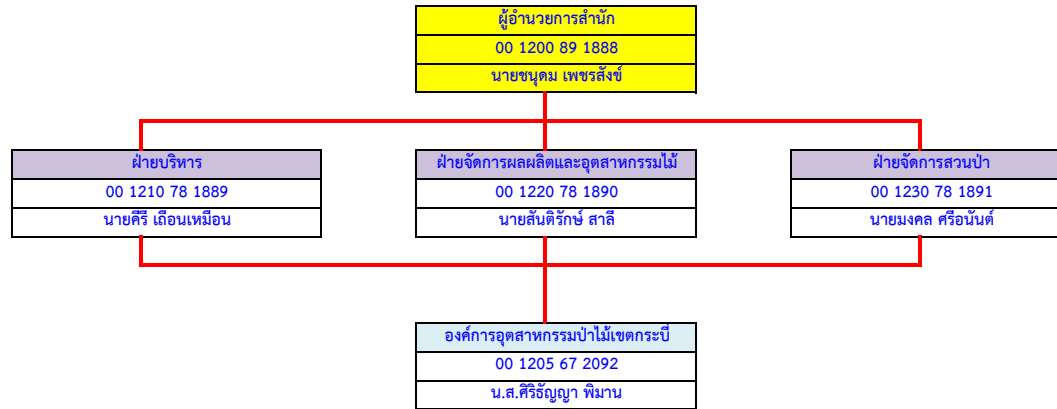 ผู้อำนวยการสำนัก
00 1200 89 1888
นายชนุดม เพชรสังข์
ฝ่ายบริหาร
00 1210 78 1889
นายคีรี เถือนเหมือน
ฝ่ายจัดการผลผลิตและอุตสาหกรรมไม้
00 1220 78 1890
นายสันติรักษ์ สาลี
ฝ่ายจัดการสวนป่า
00 1230 78 1891
นายมงคล ศรีอนันต์
องค์การอุตสาหกรรมป่าไม้เขตกระบี่
00 1205 67 2092
น.ส.ศิริธัญญา พิมาน